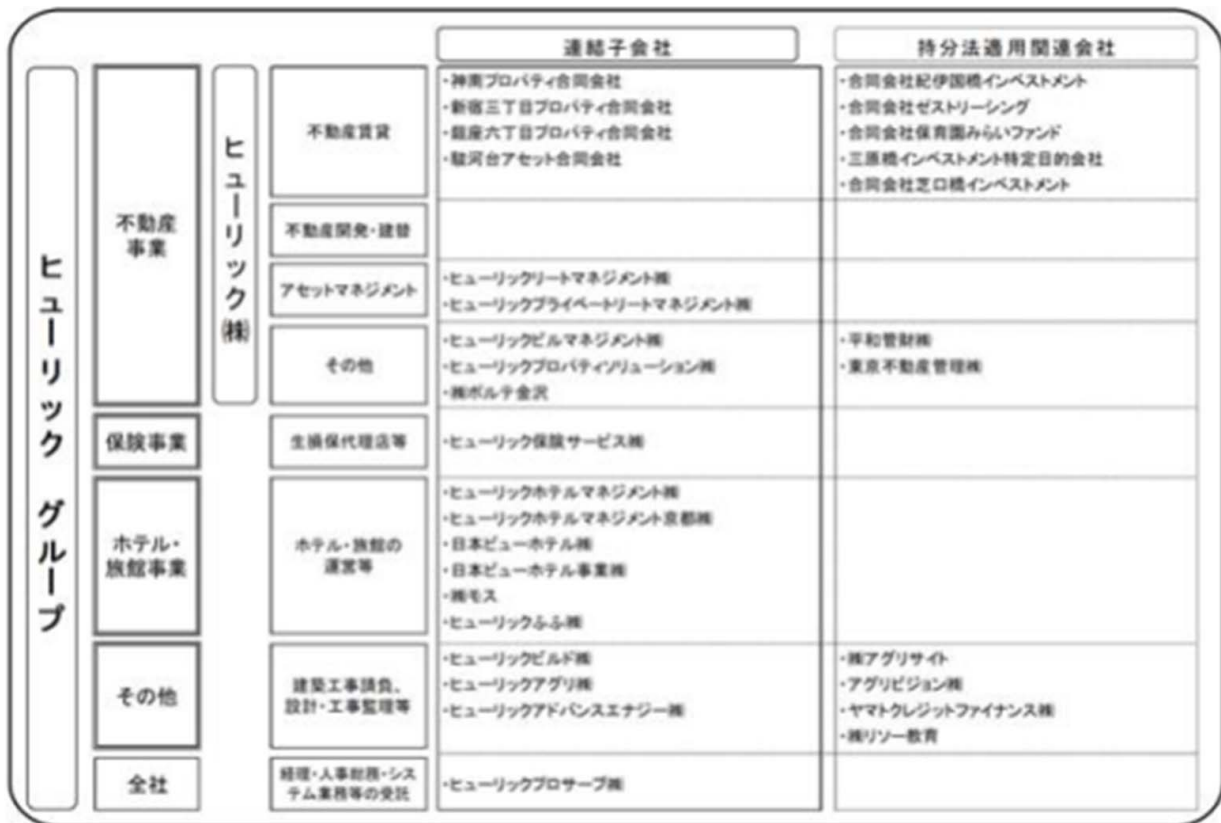 連結子会社
持分法適用関連会社
ヒューリック グループ
不動産
事業
ヒューリック㈱
不動産賃貸
・神南プロパティ合同会社
・新宿三丁目プロパティ合同会社
・銀座六丁目プロパティ合同会社
・駿河台アセット合同会社
・合同会社紀伊国橋インベストメント
・合同会社ゼストリーシング
・合同会社保育園みらいファンド
・三原橋インベストメント特定目的会社
・合同会社芝口橋インベストメント
不動産開発・建替
アセットマネジメント
・ヒューリックリートマネジメント㈱
・ヒューリックプライベートリートマネジメント㈱
その他
・ヒューリックビルマネジメント㈱
・ヒューリックプロパティソリューション㈱
・㈱ポルテ金沢
・平和管財㈱
・東京不動産管理㈱
保険事業
生損保代理店等
・ヒューリック保険サービス㈱
ホテル・
旅館事業
ホテル・旅館の
運営等
・ヒューリックホテルマネジメント㈱
・ヒューリックホテルマネジメント京都㈱
・日本ビューホテル㈱
・日本ビューホテル事業㈱
・㈱モス
・ヒューリックふふ㈱
その他
建築工事請負、
設計・工事監理等
・ヒューリックビルド㈱
・ヒューリックアグリ㈱
・ヒューリックアドバンスエナジー㈱
・㈱アグリサイト
・アグリビジョン㈱
・ヤマトクレジットファイナンス㈱
・㈱リソー教育
全社
経理・人事総務・シス
テム業務等の受託
・ヒューリックプロサーブ㈱